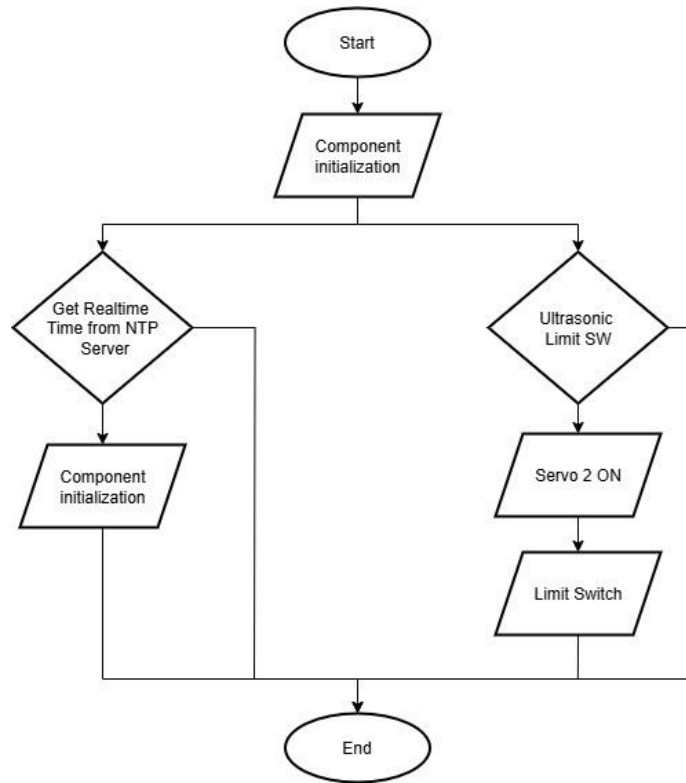 Start
Component
initialization
Get Realtime
Time from NTP
Server
Ultrasonic
Limit SW
Component
initialization
Servo 2 ON
Limit Switch
End